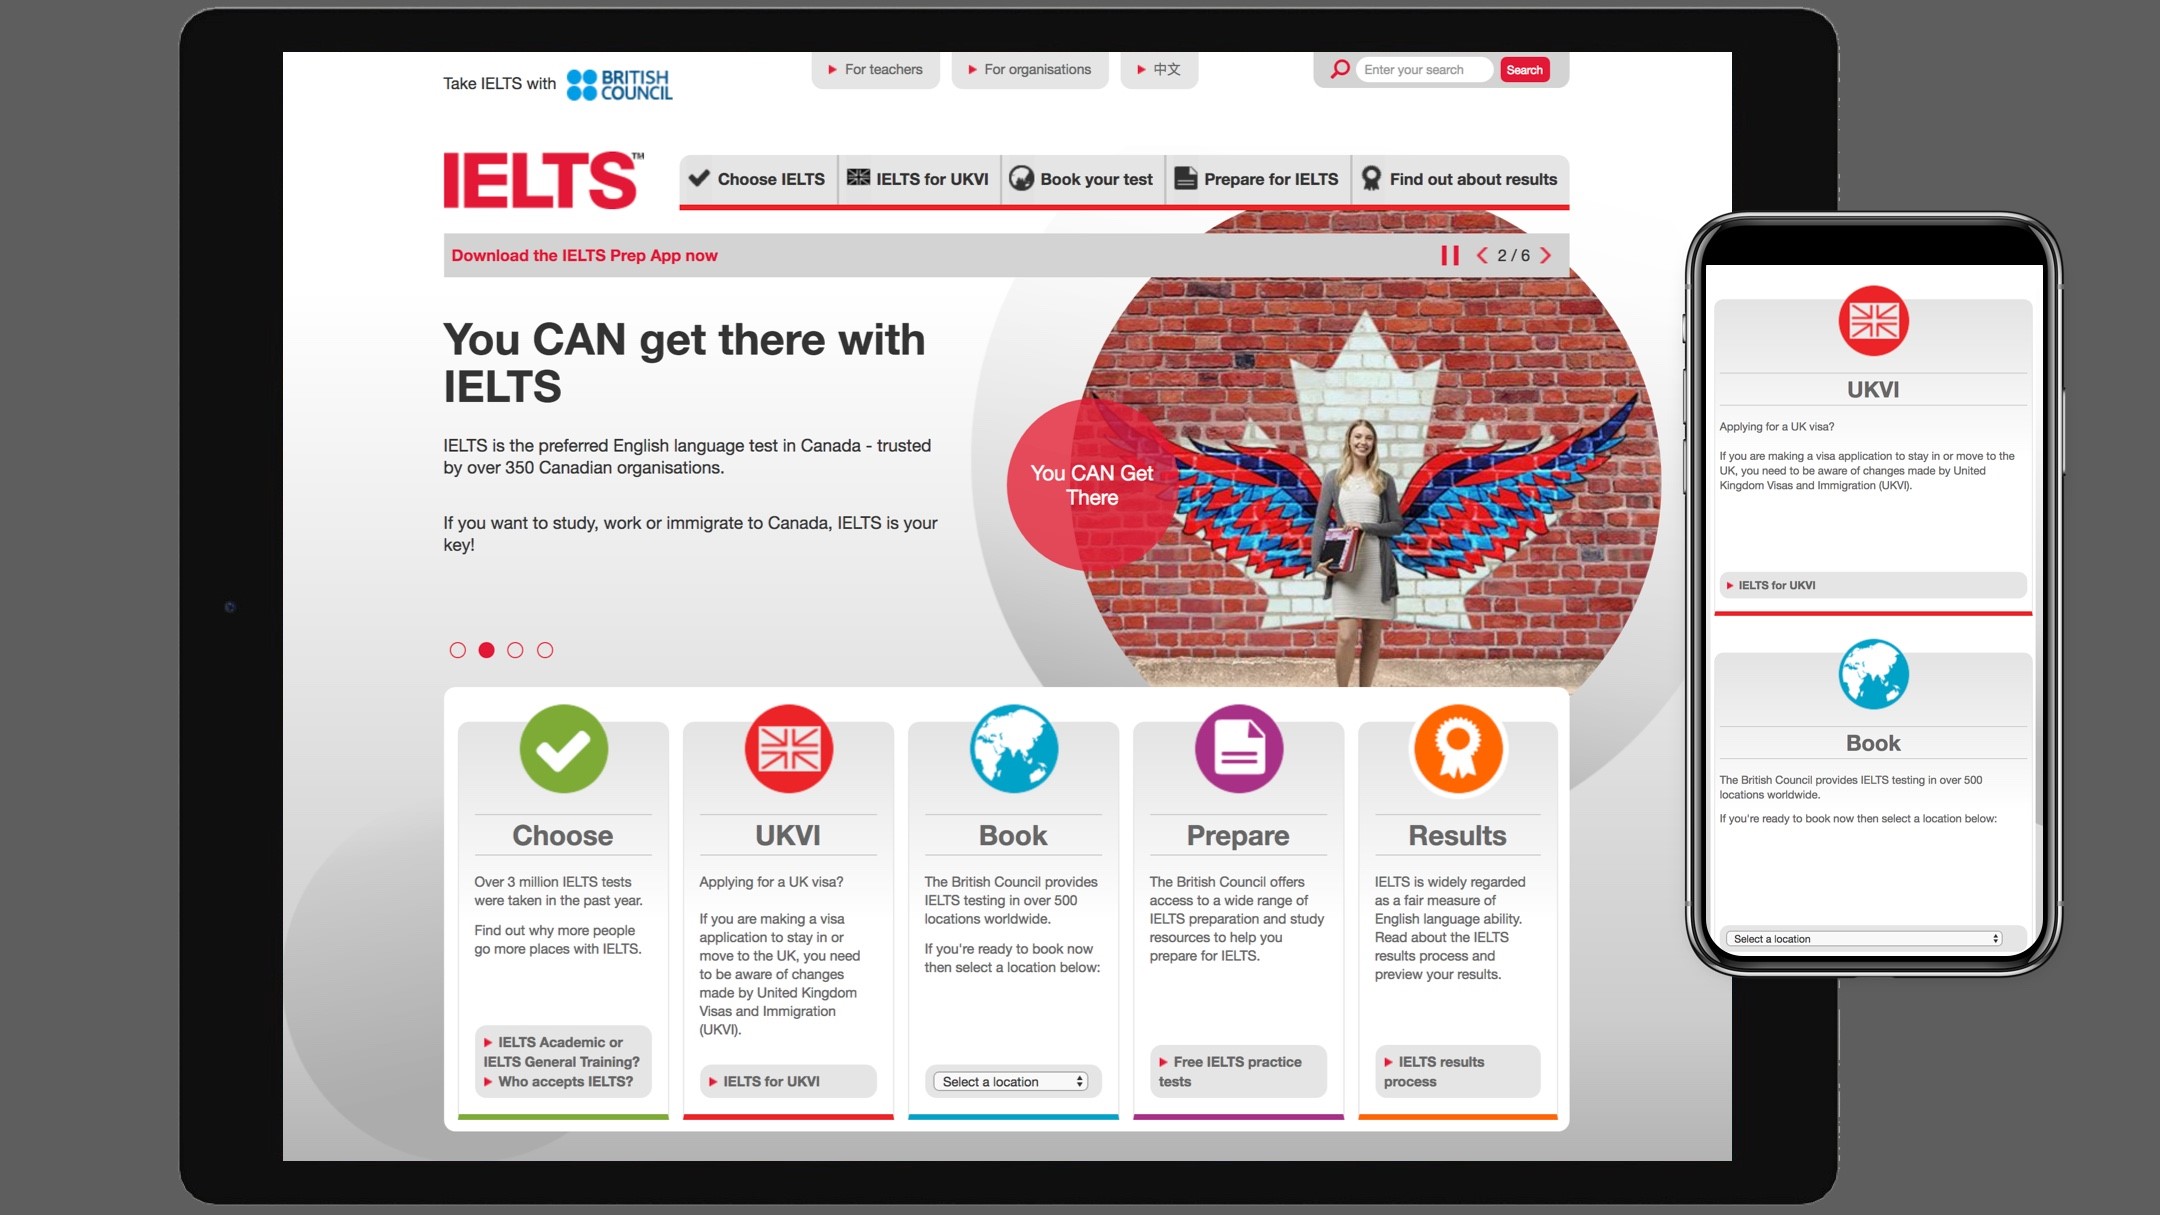 Take IELTS with
BRITISH
COUNCIL
For teachers
For organisations
中文
Enter your search
Search
IELTS™
Choose IELTS
IELTS for UKVI
Book your test
Prepare for IELTS
Find out about results
Download the IELTS Prep App now
2 / 6
You CAN get there with
IELTS
IELTS is the preferred English language test in Canada - trusted
by over 350 Canadian organisations.
If you want to study, work or immigrate to Canada, IELTS is your
key!
You CAN Get
There
Choose
Over 3 million IELTS tests
were taken in the past year.
Find out why more people
go more places with IELTS.
IELTS Academic or
IELTS General Training?
Who accepts IELTS?
UKVI
Applying for a UK visa?
If you are making a visa
application to stay in or
move to the UK, you need
to be aware of changes
made by United Kingdom
Visas and Immigration
(UKVI).
IELTS for UKVI
Book
The British Council provides
IELTS testing in over 500
locations worldwide.
If you're ready to book now
then select a location below:
Select a location
Prepare
The British Council offers
access to a wide range of
IELTS preparation and study
resources to help you
prepare for IELTS.
Free IELTS practice
tests
Results
IELTS is widely regarded
as a fair measure of
English language ability.
Read about the IELTS
results process and
preview your results.
IELTS results
process
UKVI
Applying for a UK visa?
If you are making a visa application to stay in or move to the
UK, you need to be aware of changes made by United
Kingdom Visas and Immigration (UKVI).
IELTS for UKVI
Book
The British Council provides IELTS testing in over 500
locations worldwide.
If you're ready to book now then select a location below:
Select a location